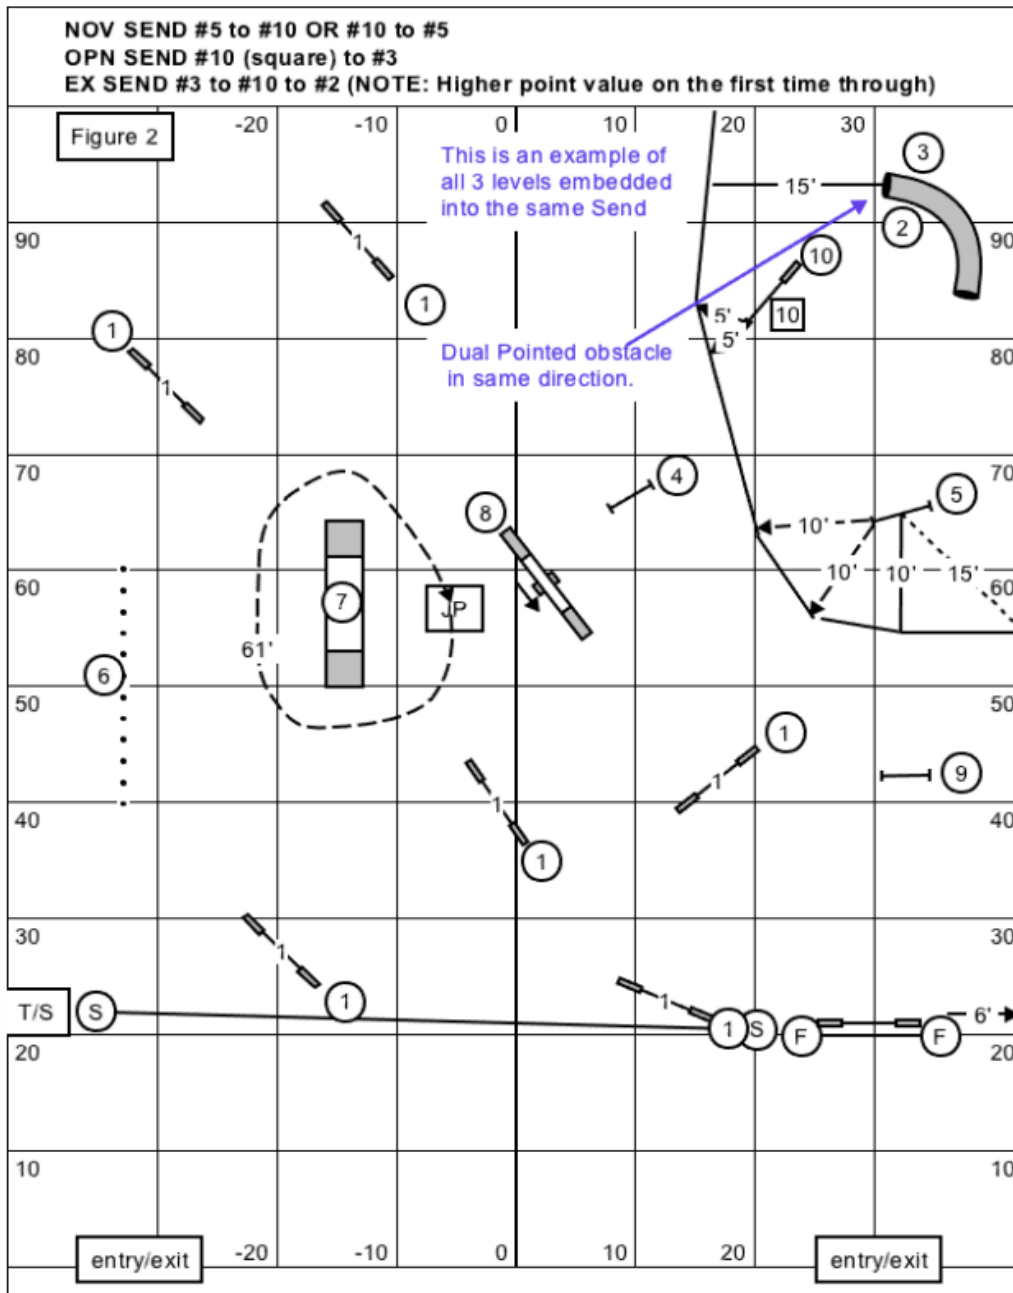 NOV SEND #5 to #10 OR #10 to #5
OPN SEND #10 (square) to #3
EX SEND #3 to #10 to #2 (NOTE: Higher point value on the first time through)
Figure 2
-20 -10 0 10 20 30
3
This is an example of
all 3 levels embedded
into the same Send
15'
2
90 90
1
10
1
10
5'
1
5'
80 80
Dual Pointed obstacle
in same direction.
1
70 70
4
5
8
10'
60 10' 10' 15' 60
7
JP
61'
6
50 50
1
9
1
1
40 40
1
30 30
1
1
1
T/S S 6'
1 S F F
20 20
10 10
-20 -10 0 10 20
entry/exit entry/exit